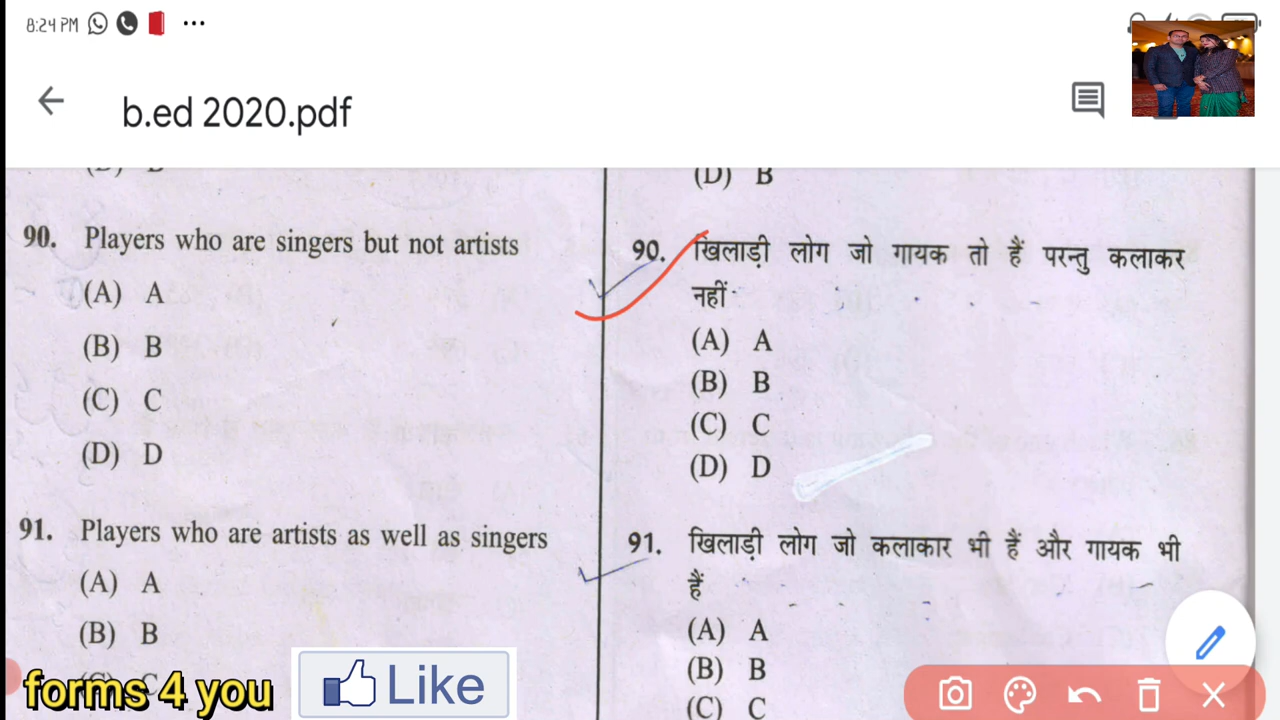 8:24 PM
b.ed 2020.pdf
(D) B
90. Players who are singers but not artists
(A) A
(B) B
(C) C
(D) D
91. Players who are artists as well as singers
(A) A
(B) B
(C) C
(D) B
90. खिलाड़ी लोग जो गायक तो हैं परन्तु कलाकर
नहीं
(A) A
(B) B
(C) C
(D) D
91. खिलाड़ी लोग जो कलाकार भी हैं और गायक भी
हैं
(A) A
(B) B
(C) C
forms 4 you
Like